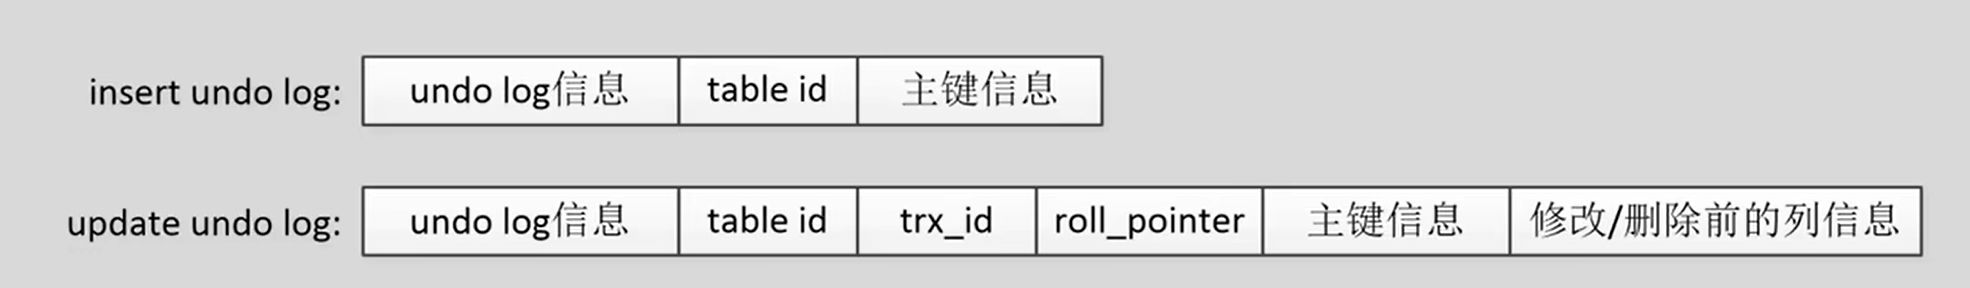 insert undo log: undo log信息 table id 主键信息
update undo log: undo log信息 table id trx_id roll_pointer 主键信息 修改/删除前的列信息